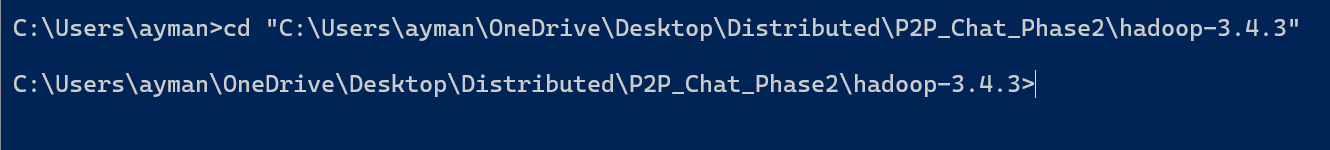 C:\Users\ayman>cd "C:\Users\ayman\OneDrive\Desktop\Distributed\P2P_Chat_Phase2\hadoop-3.4.3"
C:\Users\ayman\OneDrive\Desktop\Distributed\P2P_Chat_Phase2\hadoop-3.4.3>